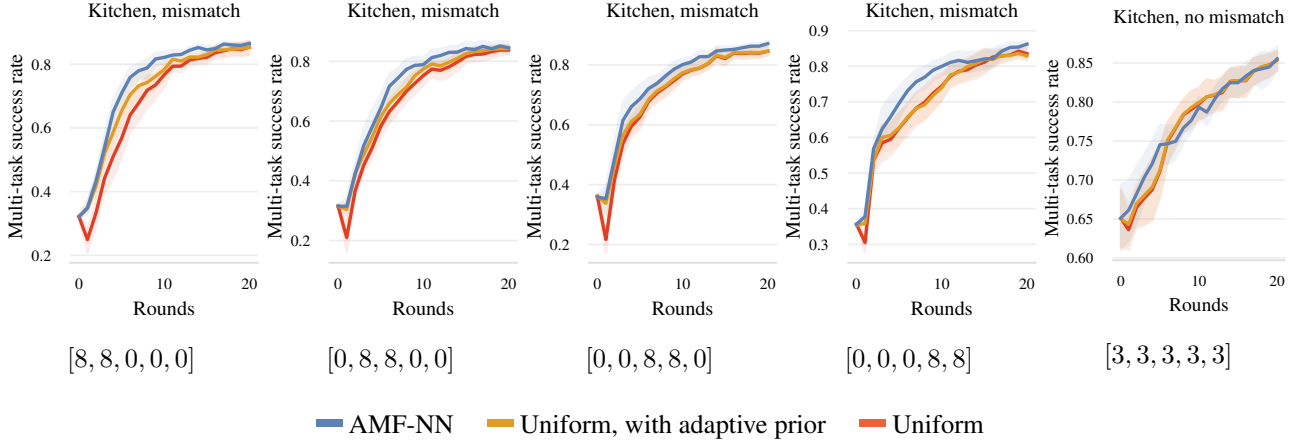 Kitchen, mismatch
Multi-task success rate
0.8
0.6
0.4
0.2
0
10
20
Rounds
[8, 8, 0, 0, 0]
Kitchen, mismatch
Multi-task success rate
0.8
0.6
0.4
0.2
0
10
20
Rounds
[0, 8, 8, 0, 0]
Kitchen, mismatch
Multi-task success rate
0.8
0.6
0.4
0.2
0
10
20
Rounds
[0, 0, 8, 8, 0]
Kitchen, mismatch
Multi-task success rate
0.9
0.8
0.7
0.6
0.5
0.4
0.3
0
10
20
Rounds
[0, 0, 0, 8, 8]
Kitchen, no mismatch
Multi-task success rate
0.85
0.80
0.75
0.70
0.65
0.60
0
10
20
Rounds
[3, 3, 3, 3, 3]
AMF-NN
Uniform, with adaptive prior
Uniform